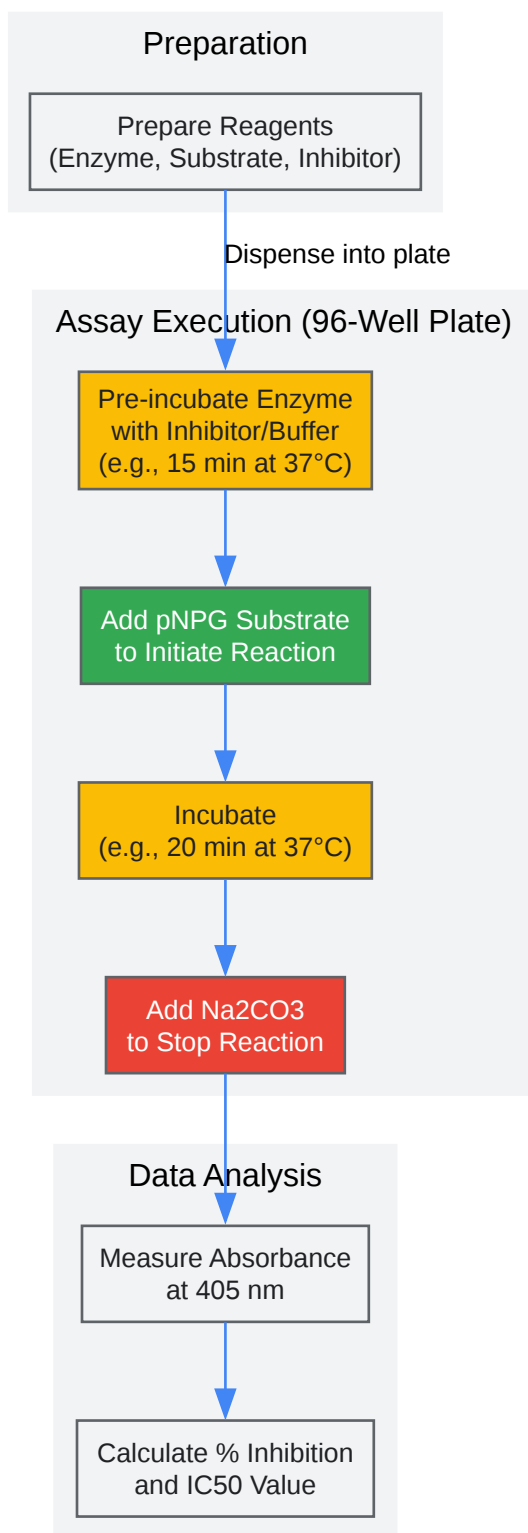 Preparation
Prepare Reagents
(Enzyme, Substrate, Inhibitor)
Dispense into plate
Assay Execution (96-Well Plate)
Pre-incubate Enzyme
with Inhibitor/Buffer
(e.g., 15 min at 37°C)
Add pNPG Substrate
to Initiate Reaction
Incubate
(e.g., 20 min at 37°C)
Add Na2CO3
to Stop Reaction
Data Analysis
Measure Absorbance
at 405 nm
Calculate % Inhibition
and IC50 Value